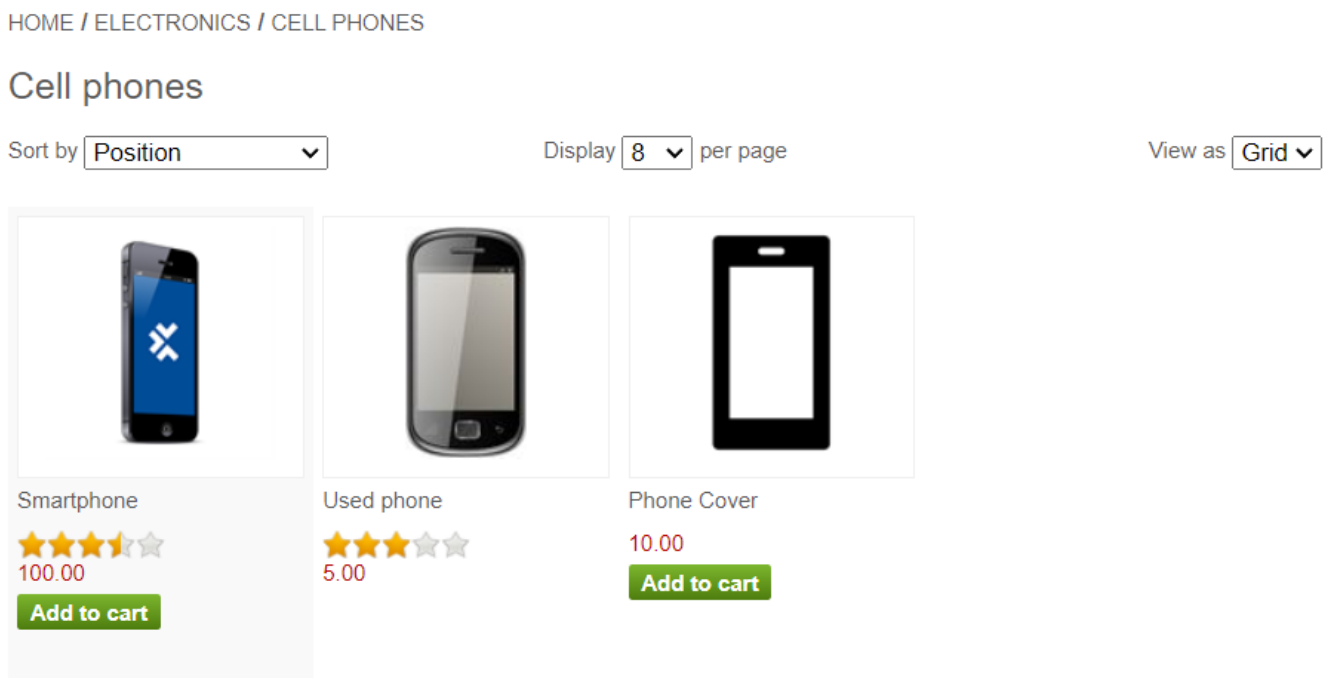 HOME / ELECTRONICS / CELL PHONES
Cell phones
Sort by Position Display 8 per page View as Grid
Smartphone Used phone Phone Cover
100.00 5.00 10.00
Add to cart Add to cart